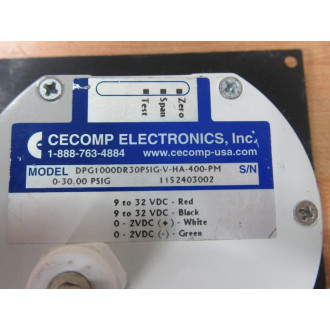 Test
Span
Zero
CECOMP ELECTRONICS, Inc.
1-888-763-4884 www.cecomp-usa.com
MODEL DPG1000DR30PSIG-V-HA-400-PM S/N
0-30.00 PSIG 1152403002
9 to 32 VDC - Red
9 to 32 VDC - Black
0 - 2VDC (+) - White
0 - 2VDC (-) - Green